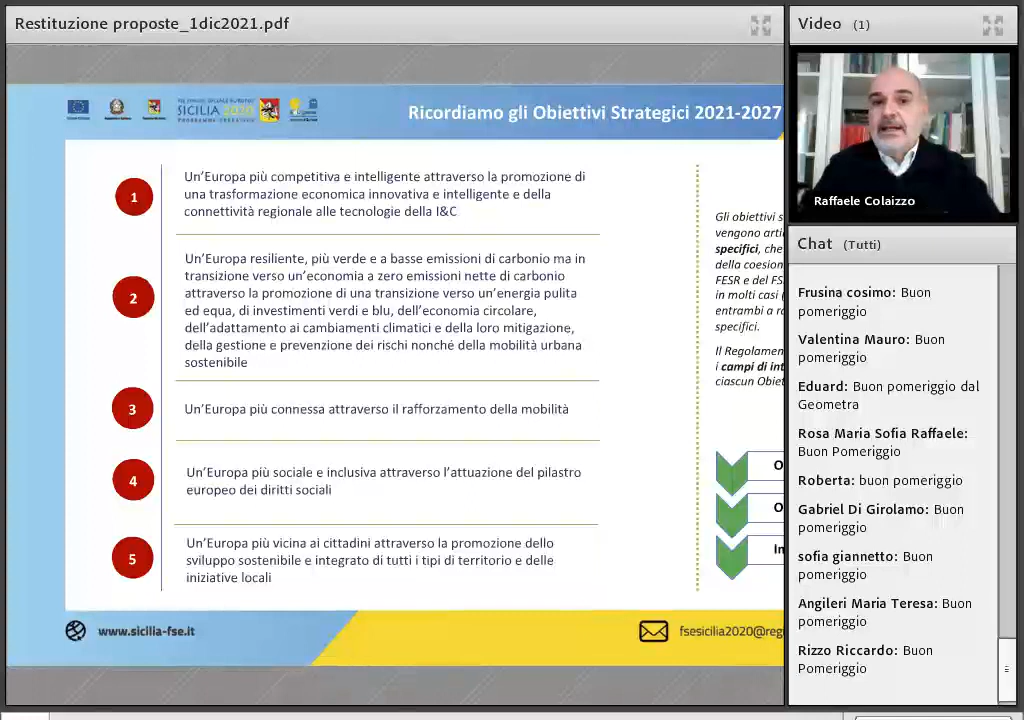 Restituzione proposte_1dic2021.pdf
SICILIA 2020
Ricordiamo gli Obiettivi Strategici 2021-2027
1
Un’Europa più competitiva e intelligente attraverso la promozione di
una trasformazione economica innovativa e intelligente e della
connettività regionale alle tecnologie della I&C
2
Un’Europa resiliente, più verde e a basse emissioni di carbonio ma in
transizione verso un’economia a zero emissioni nette di carbonio
attraverso la promozione di una transizione verso un’energia pulita
ed equa, di investimenti verdi e blu, dell’economia circolare,
dell’adattamento ai cambiamenti climatici e della loro mitigazione,
della gestione e prevenzione dei rischi nonché della mobilità urbana
sostenibile
3
Un’Europa più connessa attraverso il rafforzamento della mobilità
4
Un’Europa più sociale e inclusiva attraverso l’attuazione del pilastro
europeo dei diritti sociali
5
Un’Europa più vicina ai cittadini attraverso la promozione dello
sviluppo sostenibile e integrato di tutti i tipi di territorio e delle
iniziative locali
Gli obiettivi s
vengono arti
specifici, che
della coesion
FESR e del FS
in molti casi (
entrambi a ra
specifici.
Il Regolamen
i campi di int
ciascun Obiet
O
O
In
www.sicilia-fse.it
fsesicilia2020@reg
Video (1)
Raffaele Colaizzo
Chat (Tutti)
Frusina cosimo: Buon
pomeriggio
Valentina Mauro: Buon
pomeriggio
Eduard: Buon pomeriggio dal
Geometra
Rosa Maria Sofia Raffaele:
Buon Pomeriggio
Roberta: buon pomeriggio
Gabriel Di Girolamo: Buon
pomeriggio
sofia giannetto: Buon
pomeriggio
Angileri Maria Teresa: Buon
pomeriggio
Rizzo Riccardo: Buon
Pomeriggio